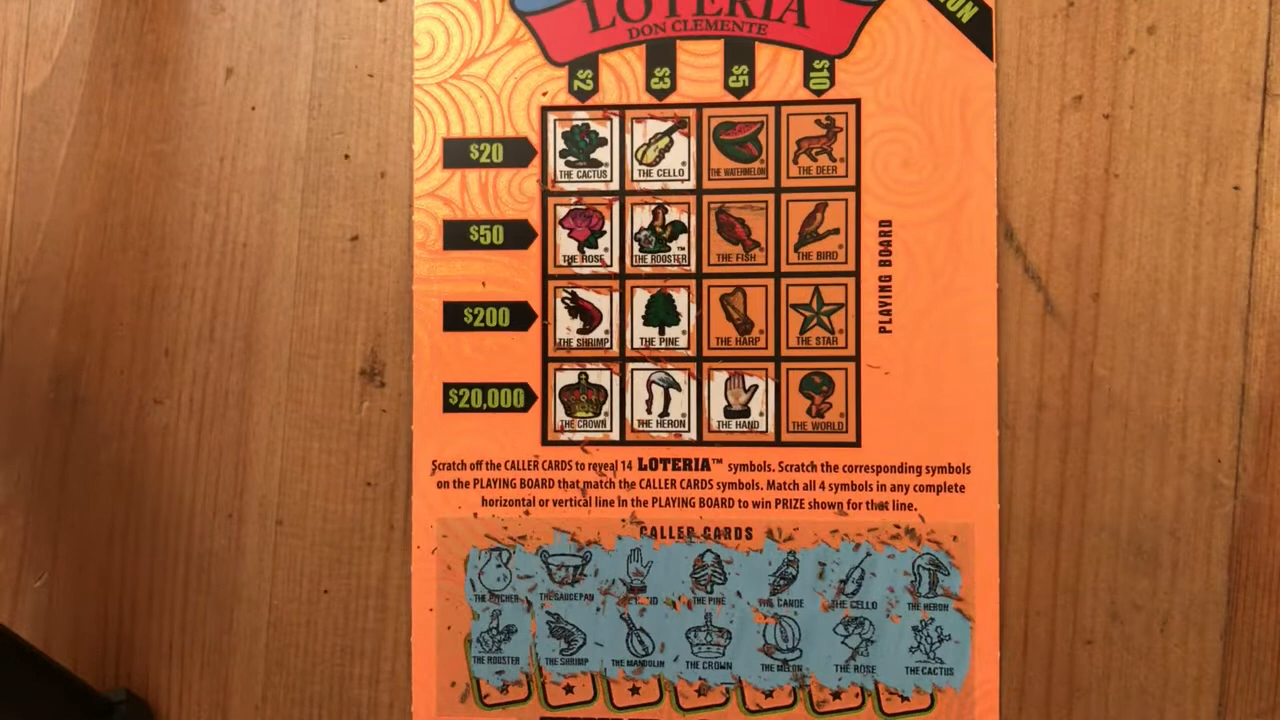 LOTERIA
DON CLEMENTE
$2 $3 $5 $10
$20
THE CACTUS THE CELLO THE WATERMELON THE DEER
$50
THE ROSE THE ROOSTER™ THE FISH THE BIRD
$200
THE SHRIMP THE PINE THE HARP THE STAR
$20,000
THE CROWN THE HERON THE HAND THE WORLD
PLAYING BOARD
Scratch off the CALLER CARDS to reveal 14 LOTERIA™ symbols. Scratch the corresponding symbols
on the PLAYING BOARD that match the CALLER CARDS symbols. Match all 4 symbols in any complete
horizontal or vertical line in the PLAYING BOARD to win PRIZE shown for that line.
CALLER CARDS
THE PITCHER THE SAUCEPAN THE PINE THE CANOE THE CELLO THE HERON
THE ROOSTER THE SHRIMP THE MANDOLIN THE CROWN THE MELON THE ROSE THE CACTUS